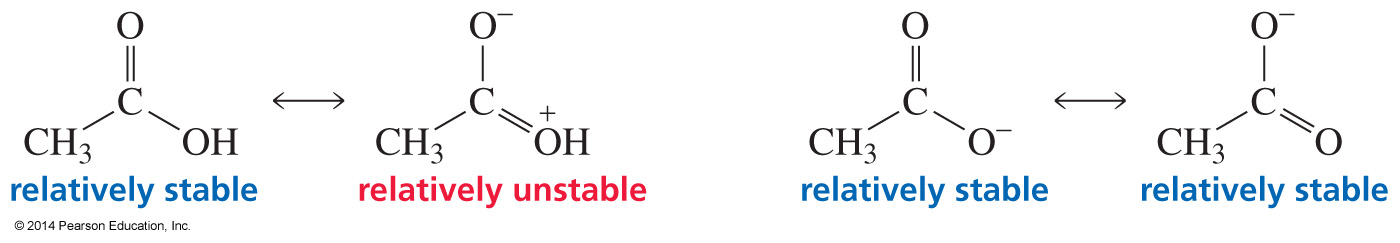 O O⁻ O O⁻
C C C C
CH₃ OH CH₃ + OH CH₃ O⁻ CH₃ O
relatively stable relatively unstable relatively stable relatively stable
© 2014 Pearson Education, Inc.